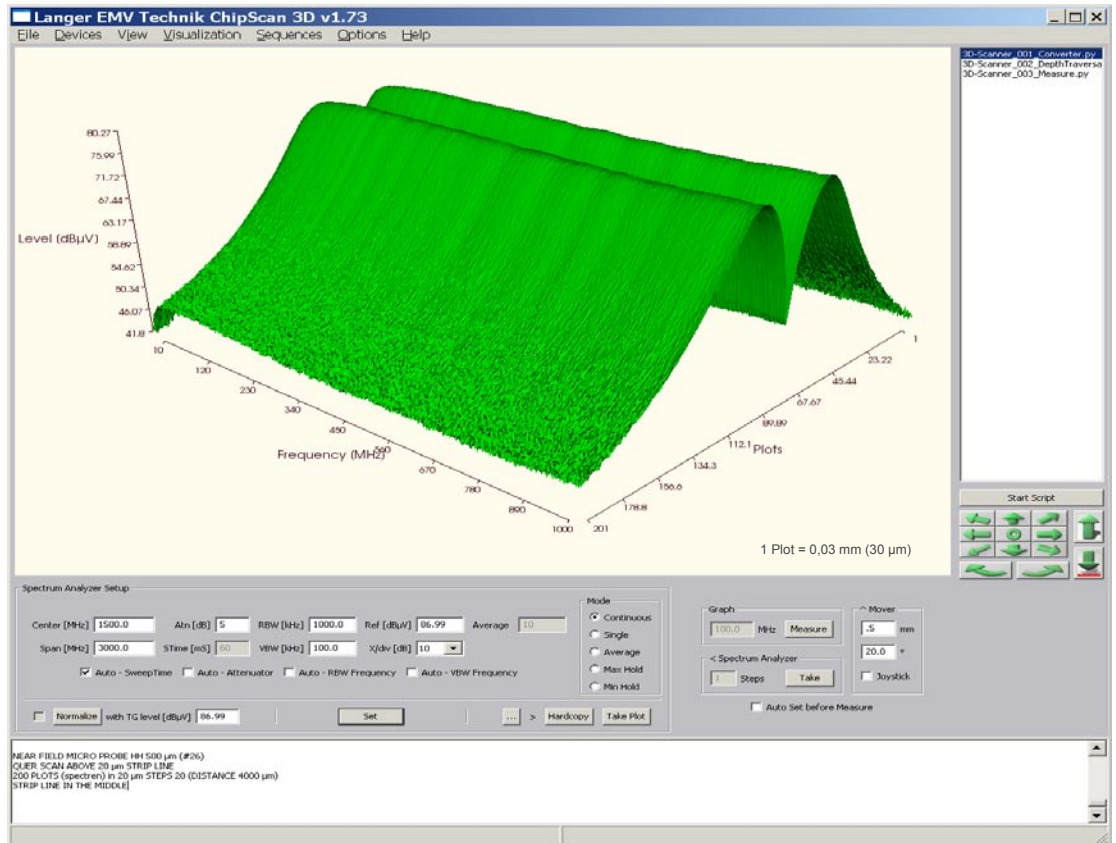 Langer EMV Technik ChipScan 3D v1.73
File Devices View Visualization Sequences Options Help
80.27
75.99
71.72
67.44
63.17
Level (dBµV)
58.89
54.62
50.34
46.07
41.8
10
120
230
340
450
560
670
780
890
1000
Frequency (MHz)
1
23.22
45.44
67.67
89.89
112.1
134.3
156.6
178.8
201
Plots
1 Plot = 0,03 mm (30 µm)
3D-Scanner_001_Converter.py
3D-Scanner_002_DepthTraversa
3D-Scanner_003_Measure.py
Start Script
Spectrum Analyzer Setup
Center [MHz] 1500.0 Atn [dB] 5 RBW [kHz] 1000.0 Ref [dBµV] 86.99 Average 10
Span [MHz] 3000.0 STime [mS] 60 VBW [kHz] 100.0 X/div [dB] 10
Auto - SweepTime Auto - Attenuator Auto - RBW Frequency Auto - VBW Frequency
Mode
Continuous
Single
Average
Max Hold
Min Hold
Normalize with TG level [dBµV] 86.99 Set ... > Hardcopy Take Plot
Graph
100.0 MHz Measure
< Spectrum Analyzer
1 Steps Take
^ Mover
.5 mm
20.0 °
Joystick
Auto Set before Measure
NEAR FIELD MICRO PROBE HH 500 µm (#26)
QUER SCAN ABOVE 20 µm STRIP LINE
200 PLOTS (spectren) in 20 µm STEPS 20 (DISTANCE 4000 µm)
STRIP LINE IN THE MIDDLE